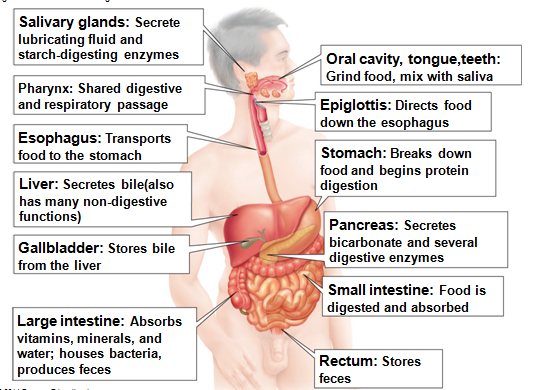 Salivary glands: Secrete
lubricating fluid and
starch-digesting enzymes
Oral cavity, tongue,teeth:
Grind food, mix with saliva
Pharynx: Shared digestive
and respiratory passage
Epiglottis: Directs food
down the esophagus
Esophagus: Transports
food to the stomach
Stomach: Breaks down
food and begins protein
digestion
Liver: Secretes bile(also
has many non-digestive
functions)
Pancreas: Secretes
bicarbonate and several
digestive enzymes
Gallbladder: Stores bile
from the liver
Small intestine: Food is
digested and absorbed
Large intestine: Absorbs
vitamins, minerals, and
water; houses bacteria,
produces feces
Rectum: Stores
feces